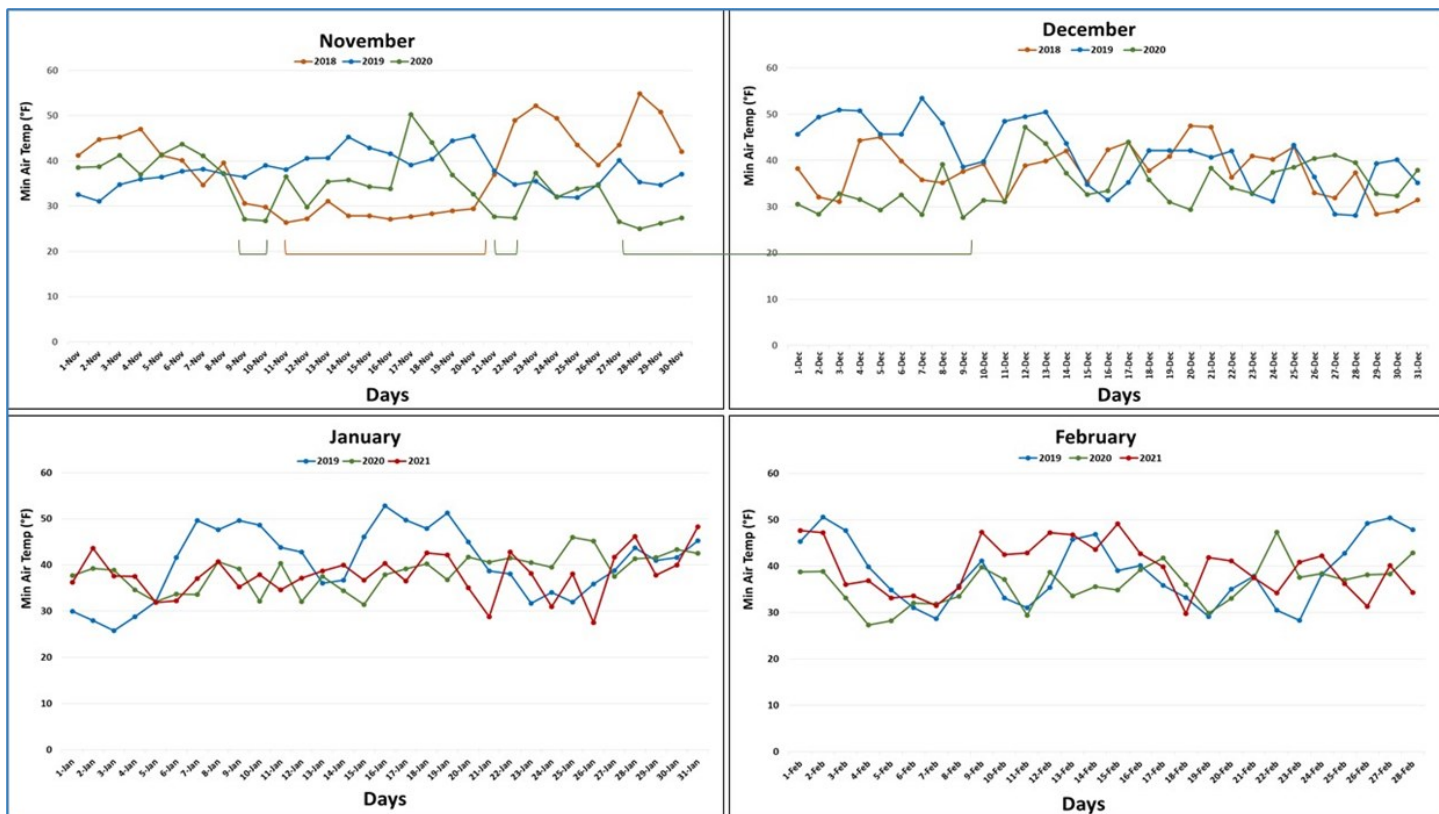 November
2018 2019 2020
Min Air Temp (°F)
60
50
40
30
20
10
0
1-Nov 2-Nov 3-Nov 4-Nov 5-Nov 6-Nov 7-Nov 8-Nov 9-Nov 10-Nov 11-Nov 12-Nov 13-Nov 14-Nov 15-Nov 16-Nov 17-Nov 18-Nov 19-Nov 20-Nov 21-Nov 22-Nov 23-Nov 24-Nov 25-Nov 26-Nov 27-Nov 28-Nov 29-Nov 30-Nov
Days
December
2018 2019 2020
Min Air Temp (°F)
60
50
40
30
20
10
0
1-Dec 2-Dec 3-Dec 4-Dec 5-Dec 6-Dec 7-Dec 8-Dec 9-Dec 10-Dec 11-Dec 12-Dec 13-Dec 14-Dec 15-Dec 16-Dec 17-Dec 18-Dec 19-Dec 20-Dec 21-Dec 22-Dec 23-Dec 24-Dec 25-Dec 26-Dec 27-Dec 28-Dec 29-Dec 30-Dec 31-Dec
Days
January
2019 2020 2021
Min Air Temp (°F)
60
50
40
30
20
10
0
1-Jan 2-Jan 3-Jan 4-Jan 5-Jan 6-Jan 7-Jan 8-Jan 9-Jan 10-Jan 11-Jan 12-Jan 13-Jan 14-Jan 15-Jan 16-Jan 17-Jan 18-Jan 19-Jan 20-Jan 21-Jan 22-Jan 23-Jan 24-Jan 25-Jan 26-Jan 27-Jan 28-Jan 29-Jan 30-Jan 31-Jan
Days
February
2019 2020 2021
Min Air Temp (°F)
60
50
40
30
20
10
0
1-Feb 2-Feb 3-Feb 4-Feb 5-Feb 6-Feb 7-Feb 8-Feb 9-Feb 10-Feb 11-Feb 12-Feb 13-Feb 14-Feb 15-Feb 16-Feb 17-Feb 18-Feb 19-Feb 20-Feb 21-Feb 22-Feb 23-Feb 24-Feb 25-Feb 26-Feb 27-Feb 28-Feb
Days